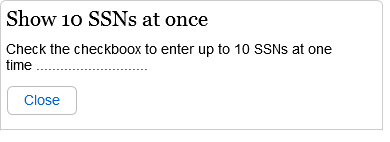 Show 10 SSNs at once
Check the checkboox to enter up to 10 SSNs at one
time ............................
Close